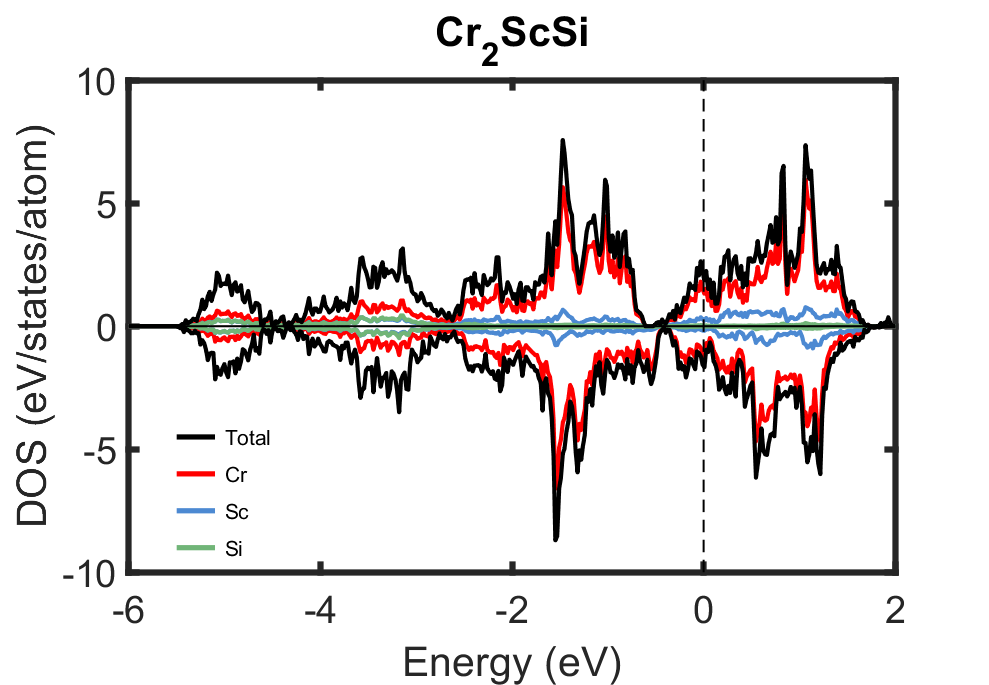 Cr2ScSi
10
5
0
-5
-10
DOS (eV/states/atom)
Total
Cr
Sc
Si
-6 -4 -2 0 2
Energy (eV)